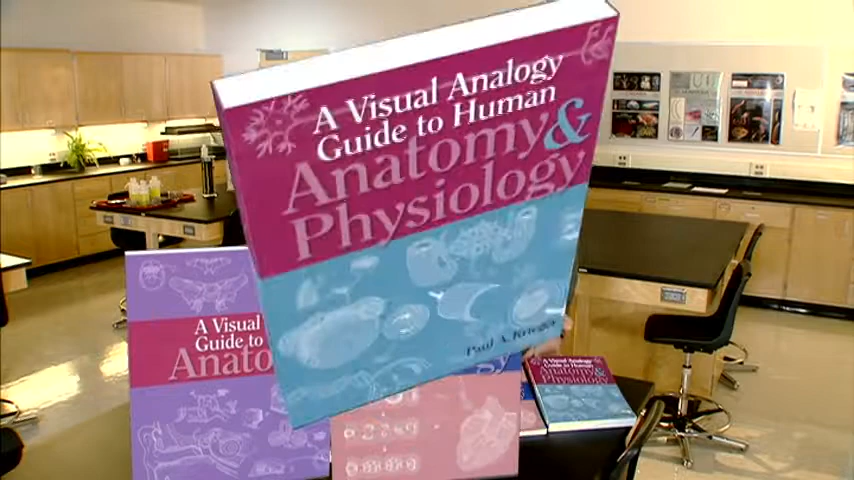 A Visual Analogy
Guide to Human
Anatomy &
Physiology
Paul A. Krieger
A Visual
Guide to
Anato
A Visual Analogy
Guide to Human
Anatomy &
Physiology